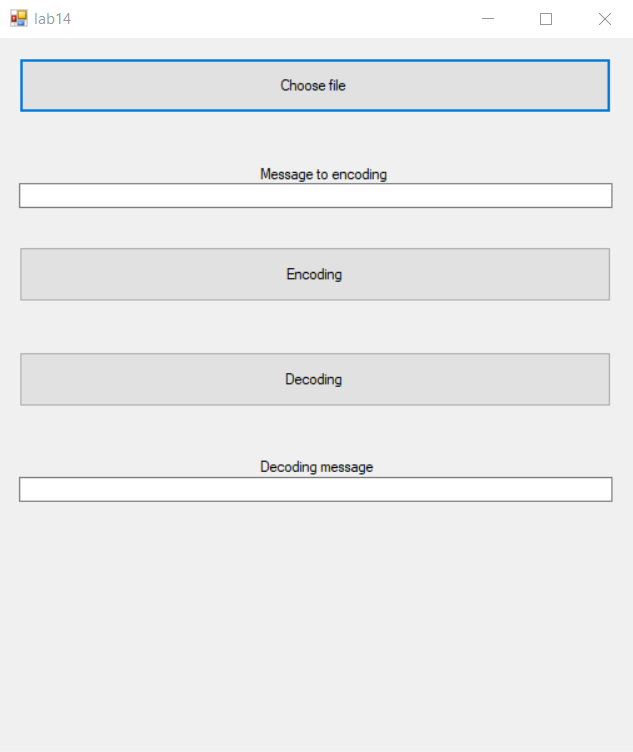 lab14
Choose file
Message to encoding
Encoding
Decoding
Decoding message